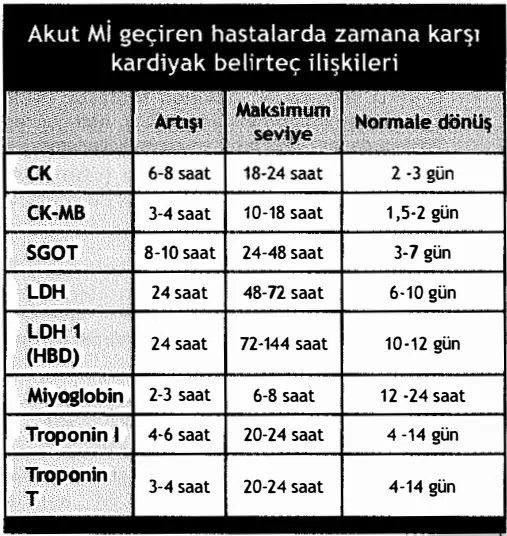 Akut Mİ geçiren hastalarda zamana karşı
kardiyak belirteç ilişkileri
Artışı Maksimum seviye Normale dönüş
CK 6-8 saat 18-24 saat 2 -3 gün
CK-MB 3-4 saat 10-18 saat 1,5-2 gün
SGOT 8-10 saat 24-48 saat 3-7 gün
LDH 24 saat 48-72 saat 6-10 gün
LDH 1 (HBD) 24 saat 72-144 saat 10-12 gün
Miyoglobin 2-3 saat 6-8 saat 12 -24 saat
Troponin I 4-6 saat 20-24 saat 4 -14 gün
Troponin T 3-4 saat 20-24 saat 4-14 gün